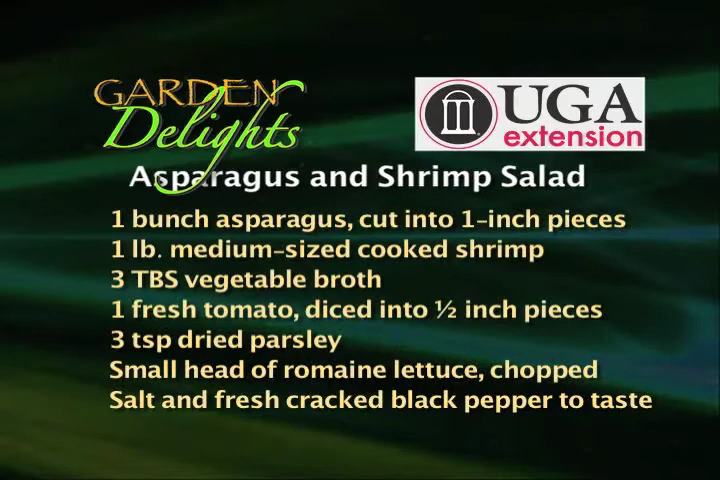 GARDEN
Delights
UGA
extension
Asparagus and Shrimp Salad
1 bunch asparagus, cut into 1-inch pieces
1 lb. medium-sized cooked shrimp
3 TBS vegetable broth
1 fresh tomato, diced into ½ inch pieces
3 tsp dried parsley
Small head of romaine lettuce, chopped
Salt and fresh cracked black pepper to taste